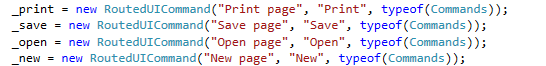 _print = new RoutedUICommand("Print page", "Print", typeof(Commands));
_save = new RoutedUICommand("Save page", "Save", typeof(Commands));
_open = new RoutedUICommand("Open page", "Open", typeof(Commands));
_new = new RoutedUICommand("New page", "New", typeof(Commands));